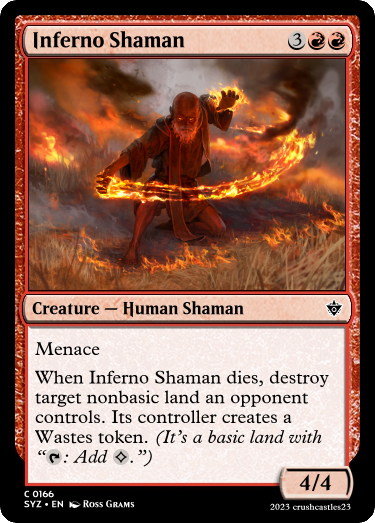 Inferno Shaman 3
Creature — Human Shaman
Menace
When Inferno Shaman dies, destroy
target nonbasic land an opponent
controls. Its controller creates a
Wastes token. (It’s a basic land with
“: Add .”)
4/4
C 0166
SYZ • EN Ross Grams
2023 crushcastles23